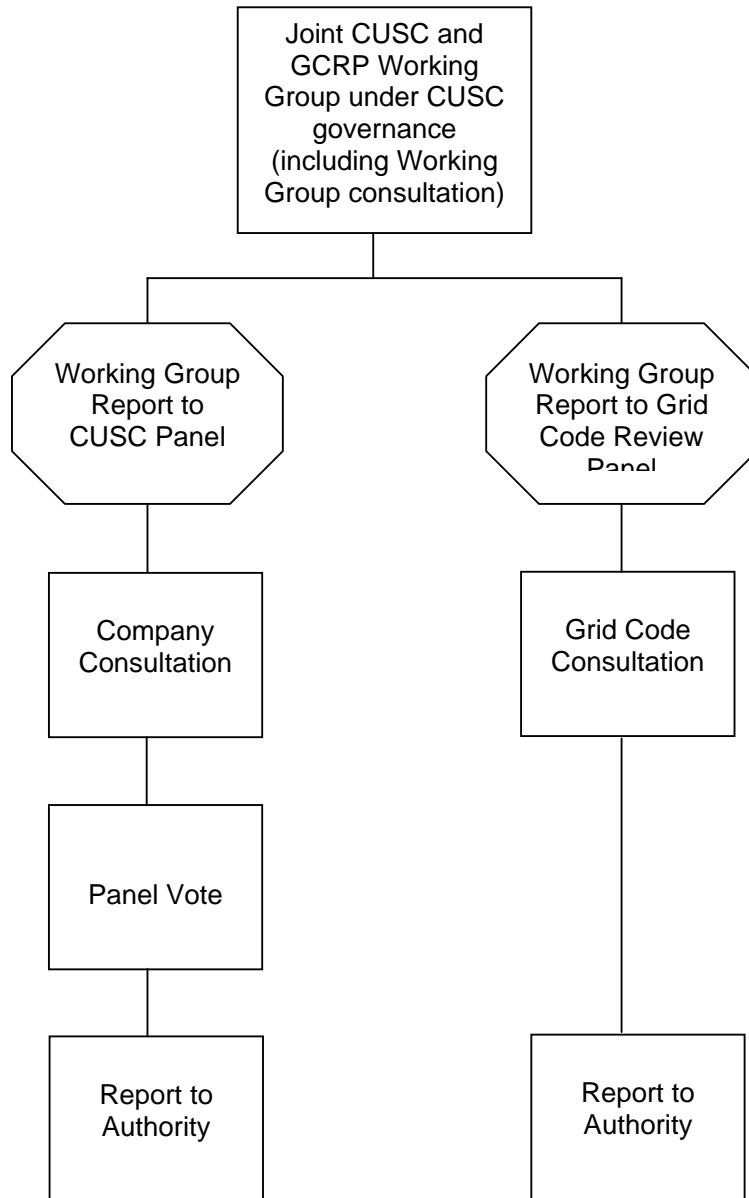 Joint CUSC and
GCRP Working
Group under CUSC
governance
(including Working
Group consultation)
Working Group
Report to
CUSC Panel
Working Group
Report to Grid
Code Review
Panel
Company
Consultation
Grid Code
Consultation
Panel Vote
Report to
Authority
Report to
Authority